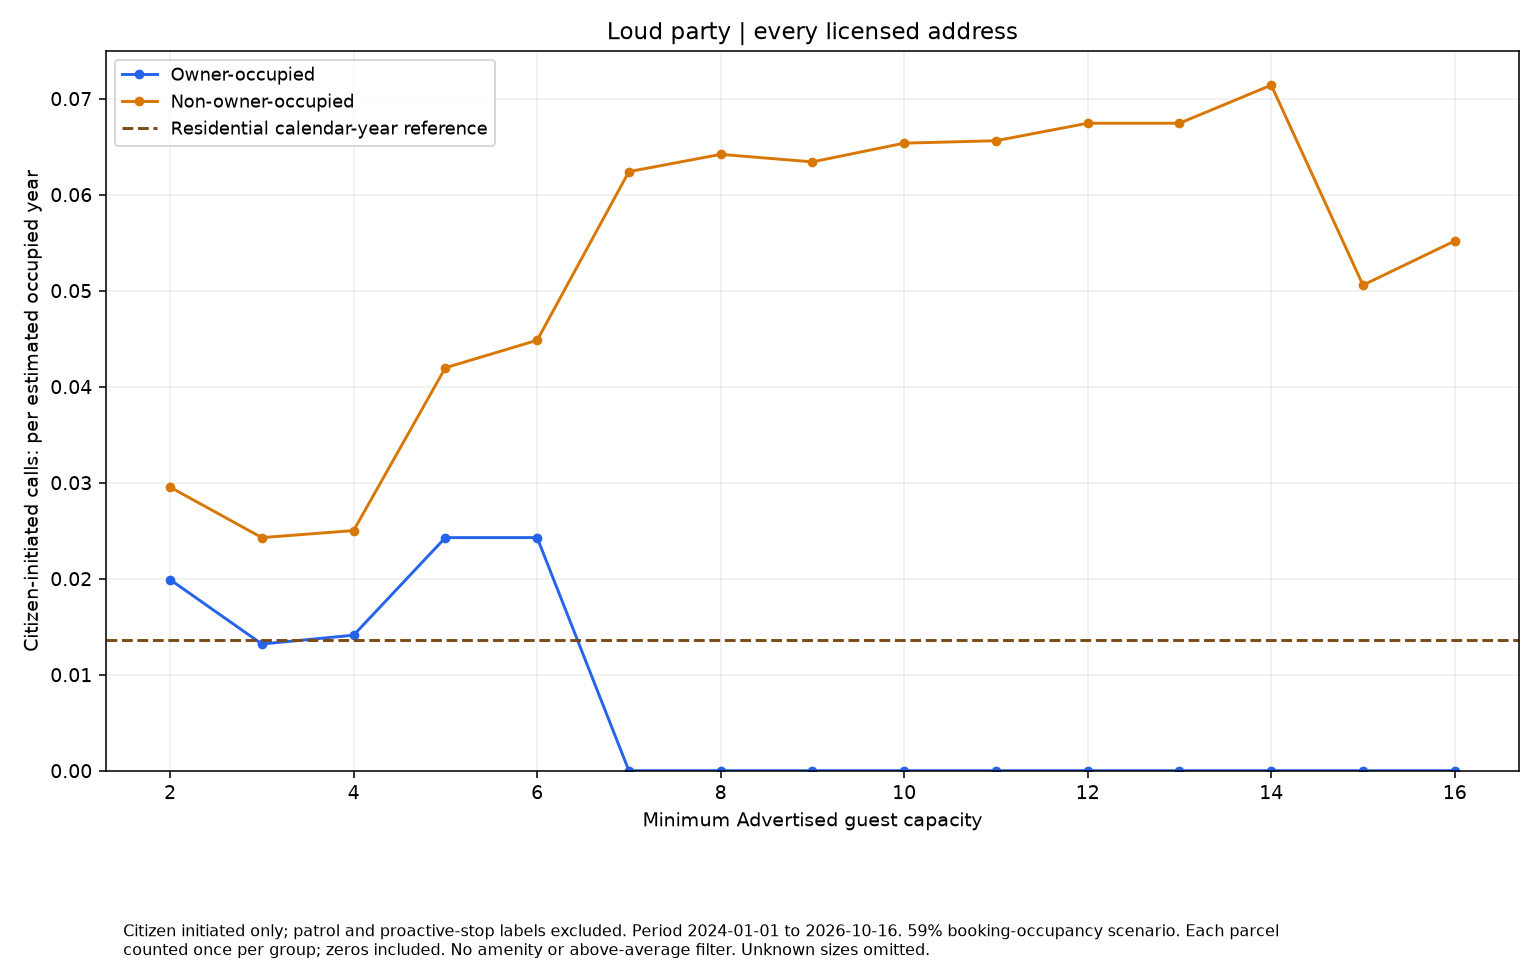 Loud party | every licensed address
Owner-occupied
Non-owner-occupied
Residential calendar-year reference
Citizen-initiated calls: per estimated occupied year
0.07
0.06
0.05
0.04
0.03
0.02
0.01
0.00
2 4 6 8 10 12 14 16
Minimum Advertised guest capacity
Citizen initiated only; patrol and proactive-stop labels excluded. Period 2024-01-01 to 2026-10-16. 59% booking-occupancy scenario. Each parcel
counted once per group; zeros included. No amenity or above-average filter. Unknown sizes omitted.